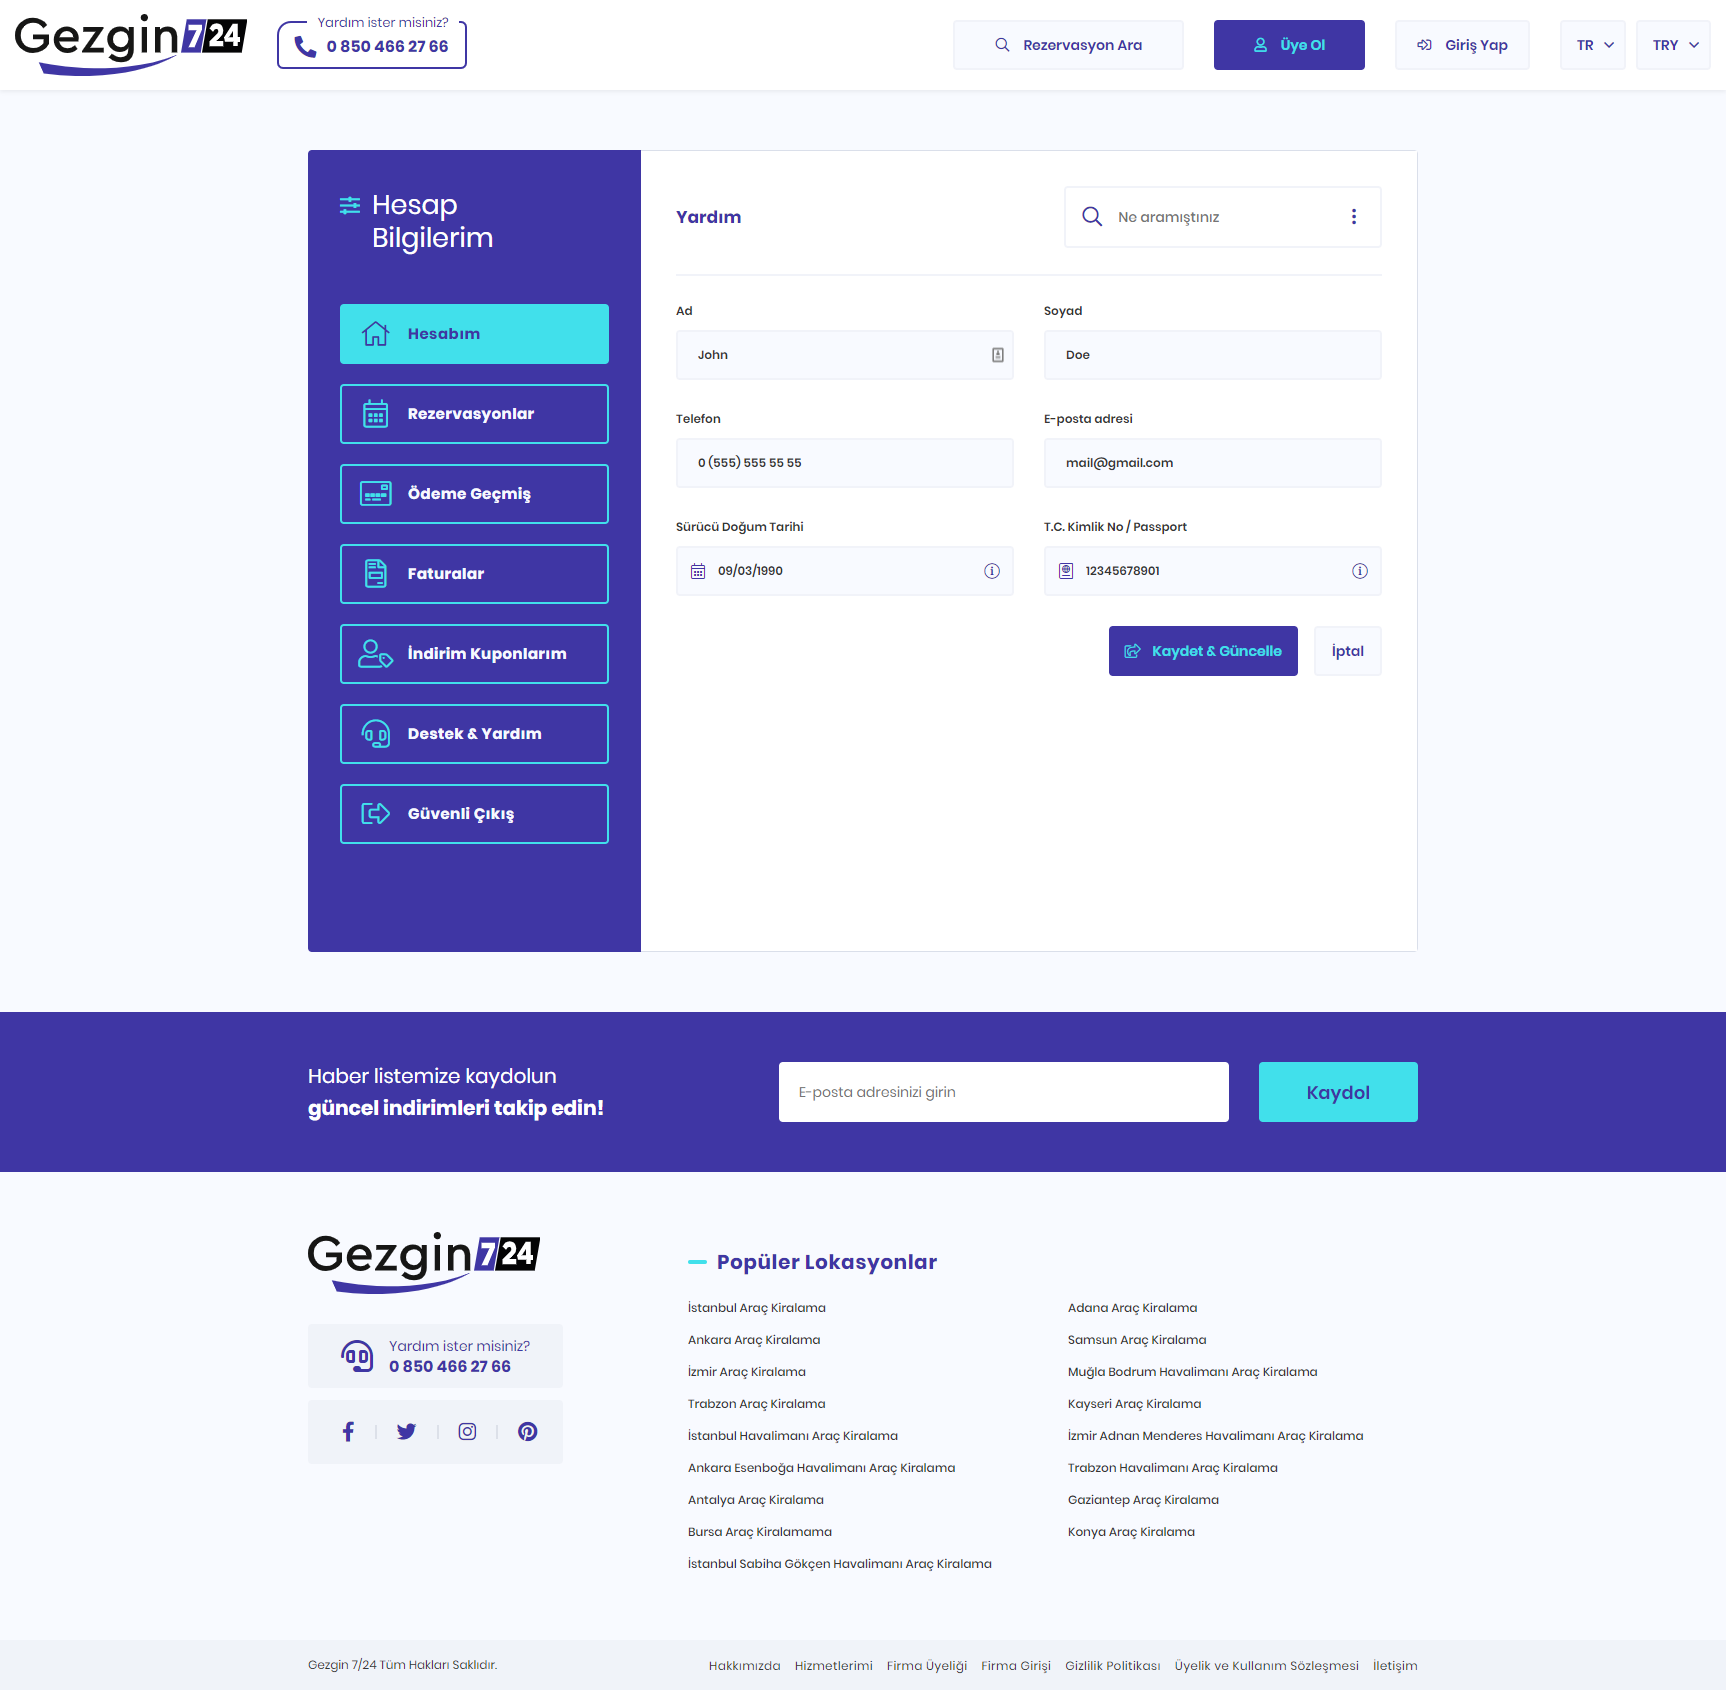 Gezgin 7 24
Yardım ister misiniz?
0 850 466 27 66
Rezervasyon Ara
Üye Ol
Giriş Yap
TR
TRY
Hesap
Bilgilerim
Hesabım
Rezervasyonlar
Ödeme Geçmiş
Faturalar
İndirim Kuponlarım
Destek & Yardım
Güvenli Çıkış
Yardım
Ne aramıştınız
Ad
Soyad
John
Doe
Telefon
E-posta adresi
0 (555) 555 55 55
mail@gmail.com
Sürücü Doğum Tarihi
T.C. Kimlik No / Passport
09/03/1990
12345678901
Kaydet & Güncelle
İptal
Haber listemize kaydolun
güncel indirimleri takip edin!
E-posta adresinizi girin
Kaydol
Gezgin 7 24
Yardım ister misiniz?
0 850 466 27 66
Popüler Lokasyonlar
İstanbul Araç Kiralama
Ankara Araç Kiralama
İzmir Araç Kiralama
Trabzon Araç Kiralama
İstanbul Havalimanı Araç Kiralama
Ankara Esenboğa Havalimanı Araç Kiralama
Antalya Araç Kiralama
Bursa Araç Kiralamama
İstanbul Sabiha Gökçen Havalimanı Araç Kiralama
Adana Araç Kiralama
Samsun Araç Kiralama
Muğla Bodrum Havalimanı Araç Kiralama
Kayseri Araç Kiralama
İzmir Adnan Menderes Havalimanı Araç Kiralama
Trabzon Havalimanı Araç Kiralama
Gaziantep Araç Kiralama
Konya Araç Kiralama
Gezgin 7/24 Tüm Hakları Saklıdır.
Hakkımızda Hizmetlerimi Firma Üyeliği Firma Girişi Gizlilik Politikası Üyelik ve Kullanım Sözleşmesi İletişim